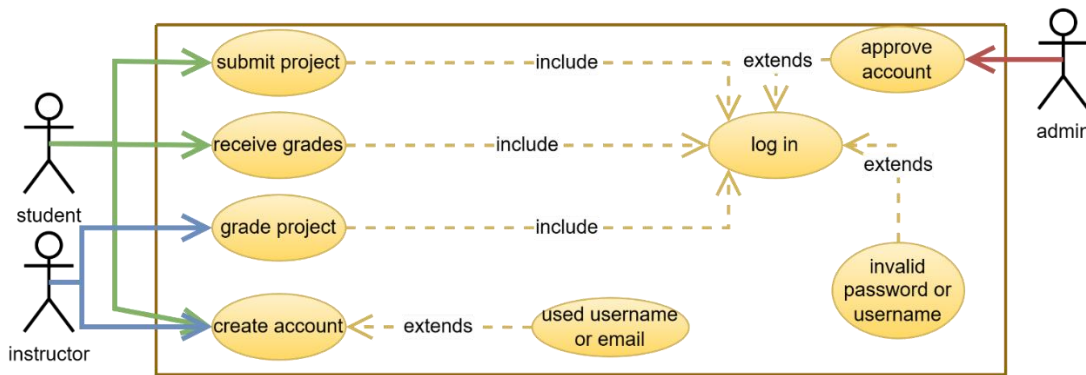 submit project
include
extends
approve
account
admin
receive grades
include
log in
extends
student
grade project
include
invalid
password or
username
create account
extends
used username
or email
instructor